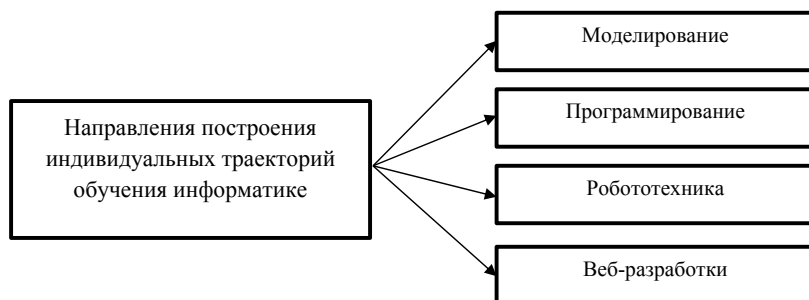 Направления построения
индивидуальных траекторий
обучения информатике
Моделирование
Программирование
Робототехника
Веб-разработки